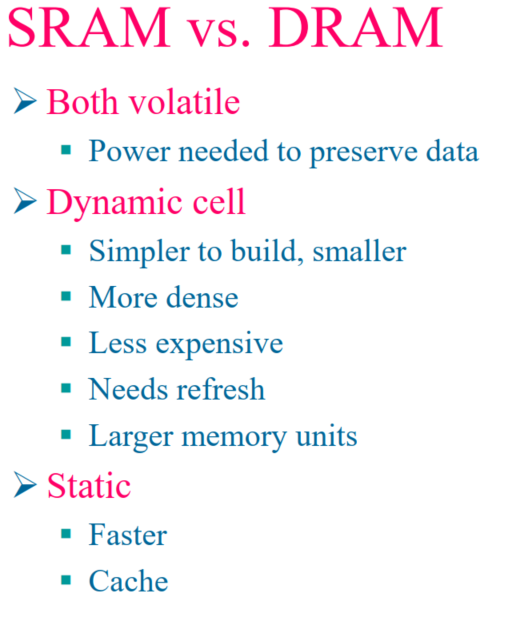 SRAM vs. DRAM
➢ Both volatile
▪ Power needed to preserve data
➢ Dynamic cell
▪ Simpler to build, smaller
▪ More dense
▪ Less expensive
▪ Needs refresh
▪ Larger memory units
➢ Static
▪ Faster
▪ Cache